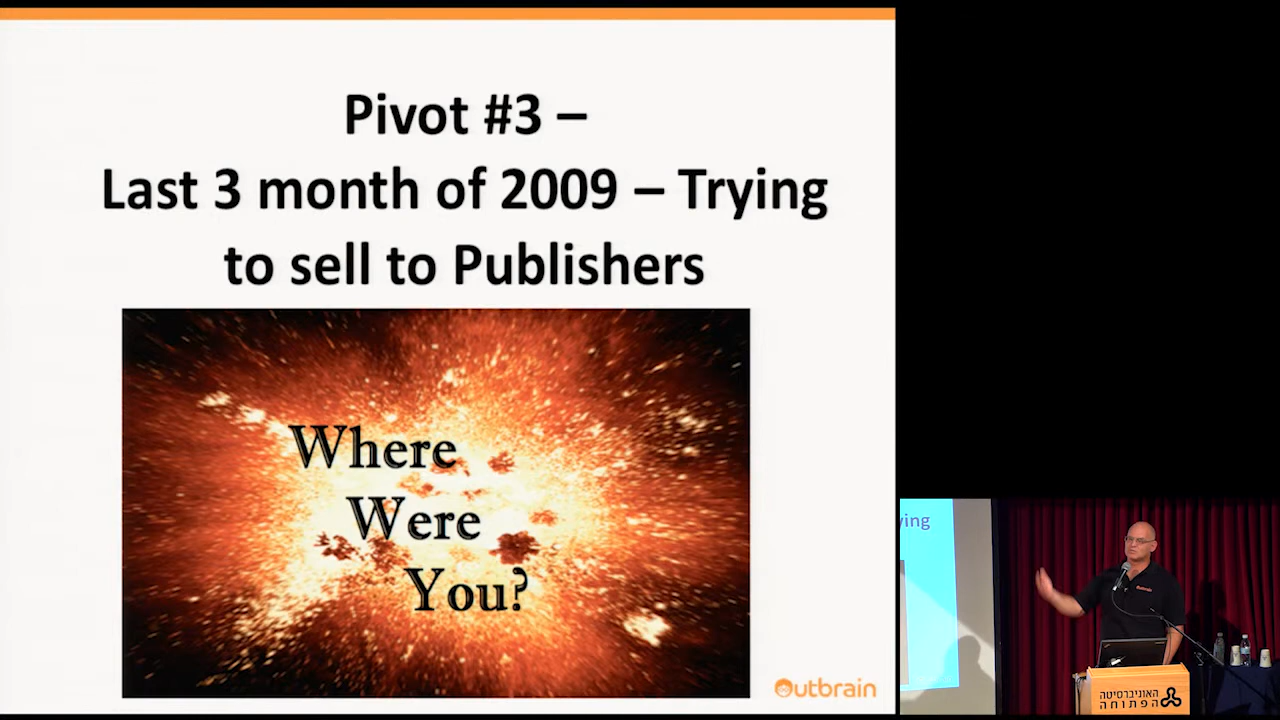 Pivot #3 –
Last 3 month of 2009 – Trying
to sell to Publishers
Where
Were
You?
Outbrain
ying
האוניברסיטה
הפתוחה